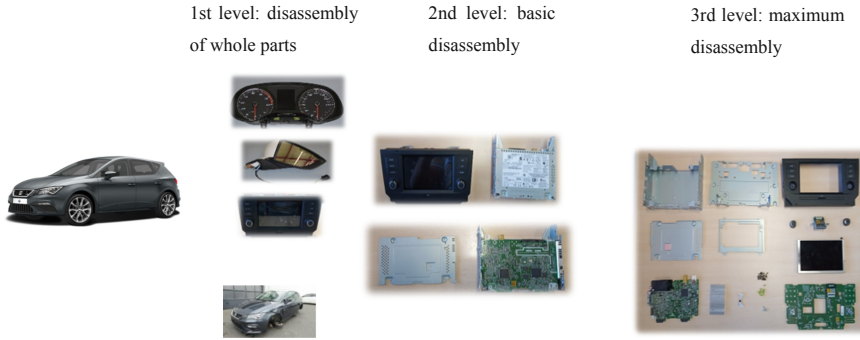 1st level: disassembly
of whole parts
2nd level: basic
disassembly
3rd level: maximum
disassembly